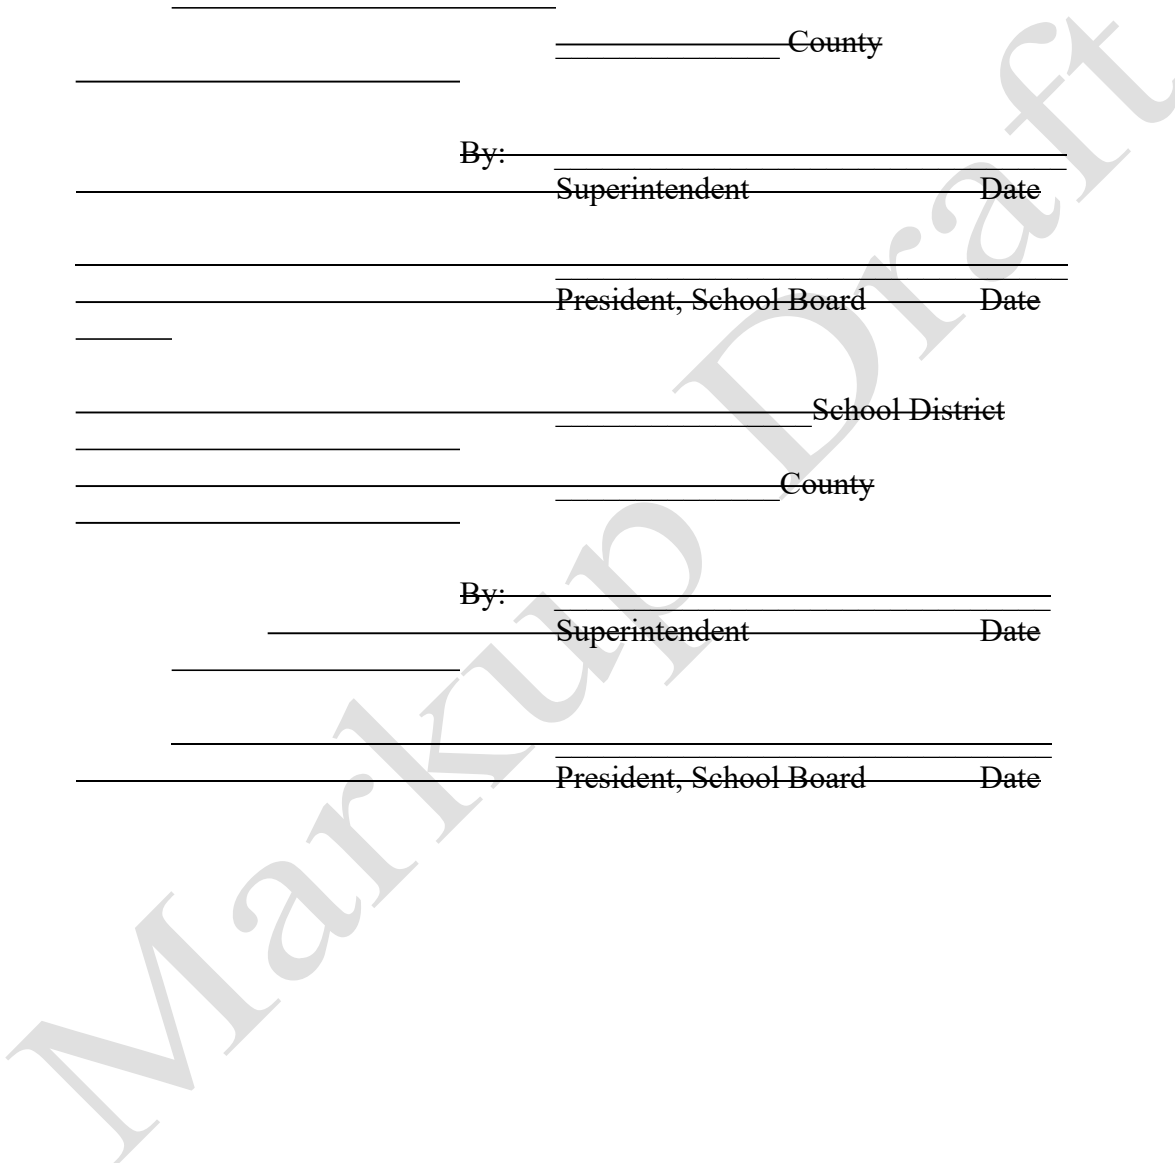 County
By:
Superintendent Date
President, School Board Date
School District
County
By:
Superintendent Date
President, School Board Date
Markup Draft